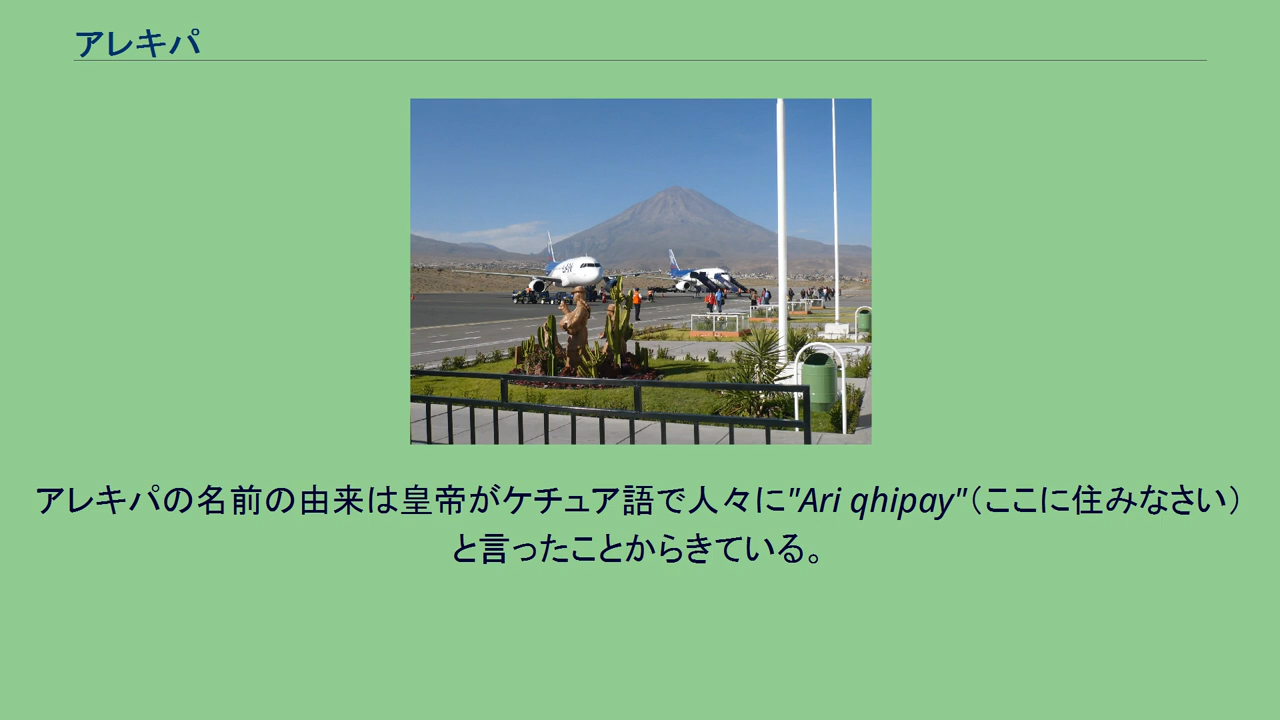 アレキパ
アレキパの名前の由来は皇帝がケチュア語で人々に"Ari qhipay"（ここに住みなさい）
と言ったことからきている。